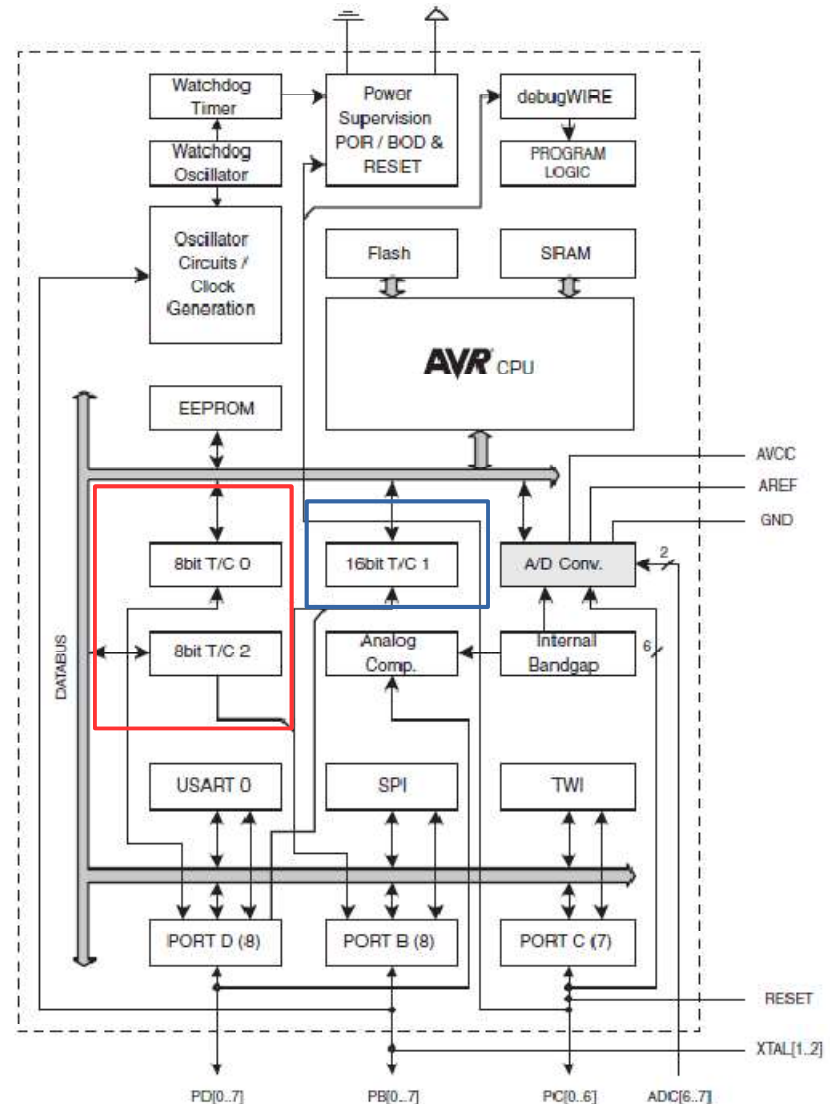 Watchdog
Timer
Power
Supervision
POR / BOD &
RESET
debugWIRE
Watchdog
Oscillator
PROGRAM
LOGIC
Oscillator
Circuits /
Clock
Generation
Flash
SRAM
AVR CPU
EEPROM
AVCC
AREF
GND
8bit T/C 0
16bit T/C 1
A/D Conv.
2
8bit T/C 2
Analog
Comp.
Internal
Bandgap
6
DATABUS
USART 0
SPI
TWI
PORT D (8)
PORT B (8)
PORT C (7)
RESET
XTAL[1..2]
PD[0..7]
PB[0..7]
PC[0..6]
ADC[6..7]